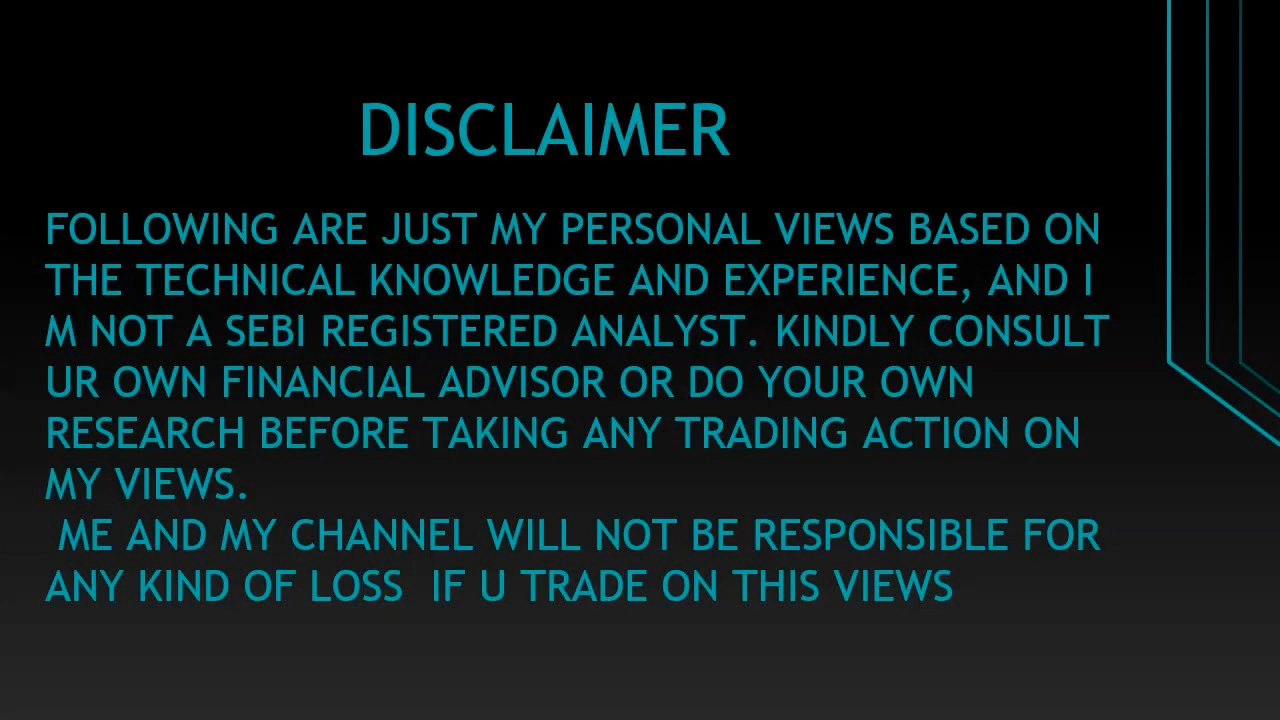 DISCLAIMER
FOLLOWING ARE JUST MY PERSONAL VIEWS BASED ON
THE TECHNICAL KNOWLEDGE AND EXPERIENCE, AND I
M NOT A SEBI REGISTERED ANALYST. KINDLY CONSULT
UR OWN FINANCIAL ADVISOR OR DO YOUR OWN
RESEARCH BEFORE TAKING ANY TRADING ACTION ON
MY VIEWS.
ME AND MY CHANNEL WILL NOT BE RESPONSIBLE FOR
ANY KIND OF LOSS  IF U TRADE ON THIS VIEWS